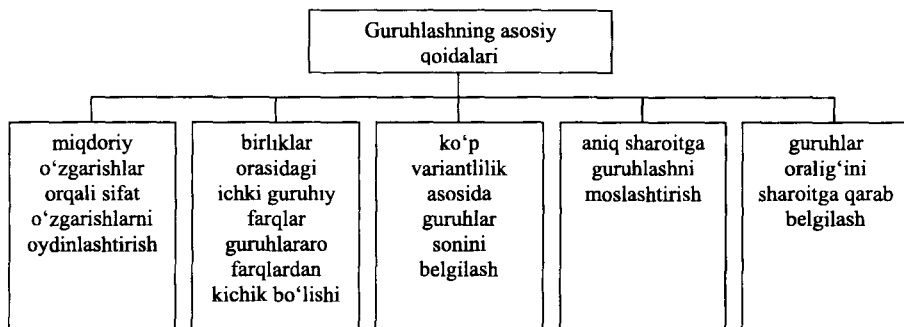 Guruhlashning asosiy
qoidalari
miqdoriy
o‘zgarishlar
orqali sifat
o‘zgarishlarni
oydinlashtirish
birliklar
orasidagi
ichki guruhiy
farqlar
guruhlararo
farqlardan
kichik bo‘lishi
ko‘p
variantlilik
asosida
guruhlar
sonini
belgilash
aniq sharoitga
guruhlashni
moslashtirish
guruhlar
oralig‘ini
sharoitga qarab
belgilash